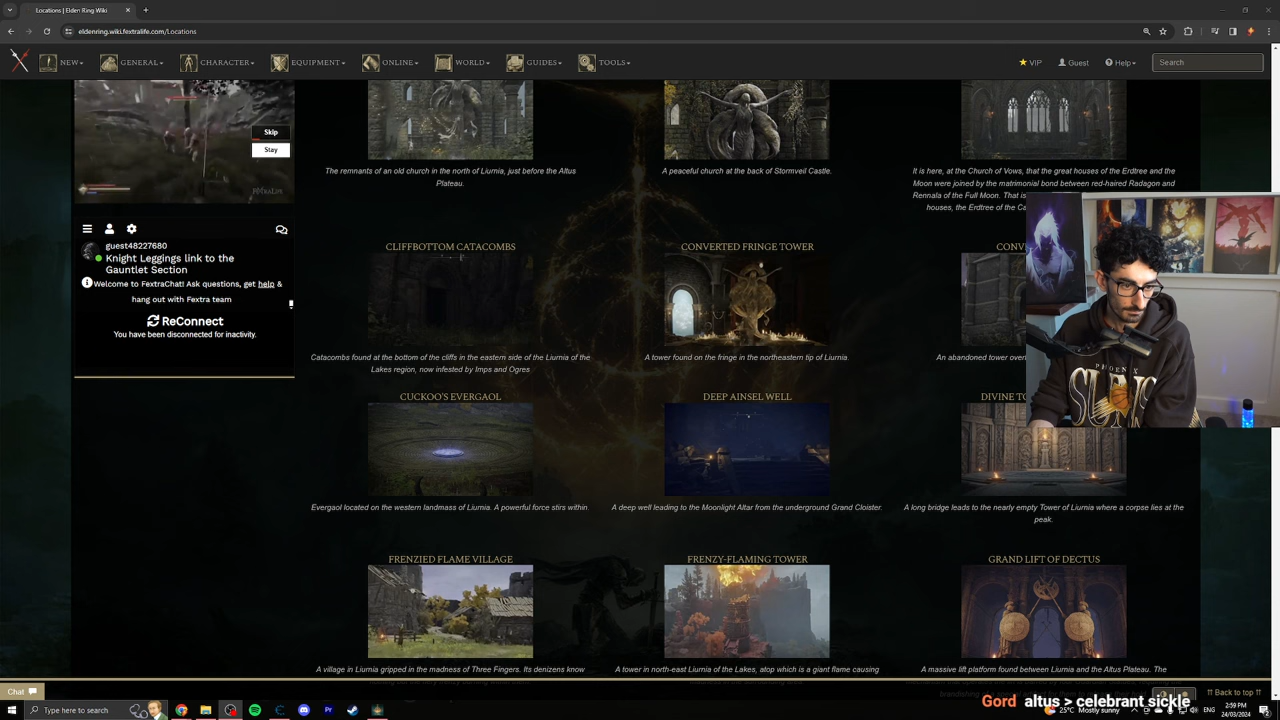 Locations | Elden Ring Wiki
eldenring.wiki.fextralife.com/Locations
NEW
GENERAL
CHARACTER
EQUIPMENT
ONLINE
WORLD
GUIDES
TOOLS
VIP
Guest
Help
Search
Skip
Stay
FEXTRALIFE
The remnants of an old church in the north of Liurnia, just before the Altus
Plateau.
A peaceful church at the back of Stormveil Castle.
It is here, at the Church of Vows, that the great houses of the Erdtree and the
Moon were joined by the matrimonial bond between red-haired Radagon and
Rennala of the Full Moon. That is
houses, the Erdtree of the Ca
guest48227680
Knight Leggings link to the
Gauntlet Section
Welcome to FextraChat! Ask questions, get help &
hang out with Fextra team
ReConnect
You have been disconnected for inactivity.
CLIFFBOTTOM CATACOMBS
CONVERTED FRINGE TOWER
CONV
Catacombs found at the bottom of the cliffs in the eastern side of the Liurnia of the
Lakes region, now infested by Imps and Ogres
A tower found on the fringe in the northeastern tip of Liurnia.
An abandoned tower over
CUCKOO'S EVERGAOL
DEEP AINSEL WELL
DIVINE TO
Evergaol located on the western landmass of Liurnia. A powerful force stirs within.
A deep well leading to the Moonlight Altar from the underground Grand Cloister.
A long bridge leads to the nearly empty Tower of Liurnia where a corpse lies at the
peak.
PHOENIX
SUNS
FRENZIED FLAME VILLAGE
FRENZY-FLAMING TOWER
GRAND LIFT OF DECTUS
A village in Liurnia gripped in the madness of Three Fingers. Its denizens know
A tower in north-east Liurnia of the Lakes, atop which is a giant flame causing
A massive lift platform found between Liurnia and the Altus Plateau. The
Chat
⇈ Back to top ⇈
Gord altus > celebrant sickle
Type here to search
25°C Mostly sunny
2:59 PM
24/03/2024